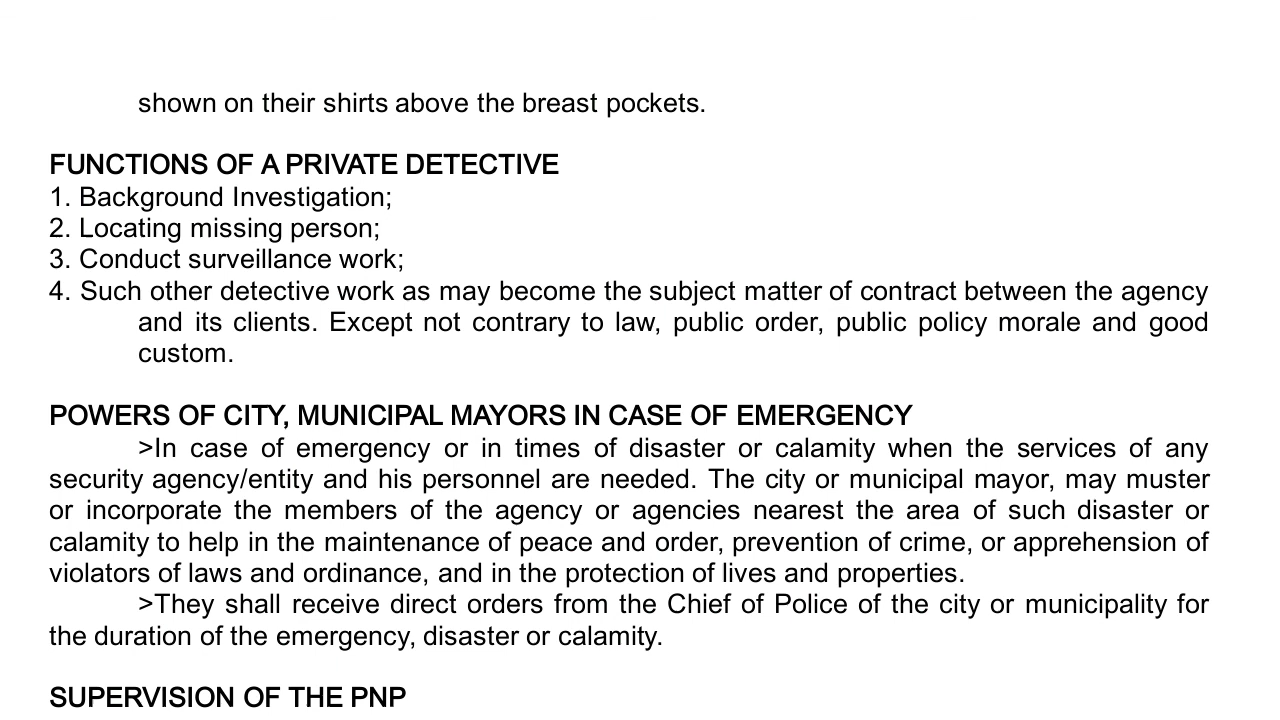 shown on their shirts above the breast pockets.
FUNCTIONS OF A PRIVATE DETECTIVE
1. Background Investigation;
2. Locating missing person;
3. Conduct surveillance work;
4. Such other detective work as may become the subject matter of contract between the agency
and its clients. Except not contrary to law, public order, public policy morale and good
custom.
POWERS OF CITY, MUNICIPAL MAYORS IN CASE OF EMERGENCY
>In case of emergency or in times of disaster or calamity when the services of any
security agency/entity and his personnel are needed. The city or municipal mayor, may muster
or incorporate the members of the agency or agencies nearest the area of such disaster or
calamity to help in the maintenance of peace and order, prevention of crime, or apprehension of
violators of laws and ordinance, and in the protection of lives and properties.
>They shall receive direct orders from the Chief of Police of the city or municipality for
the duration of the emergency, disaster or calamity.
SUPERVISION OF THE PNP